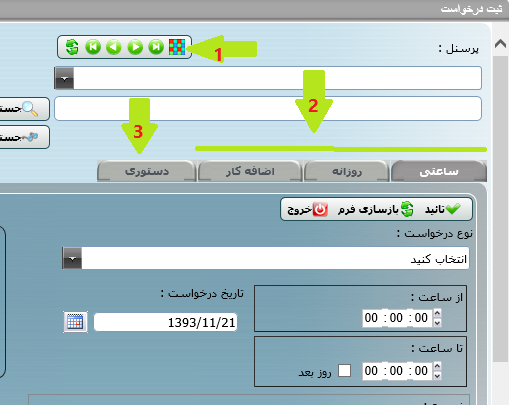 ثبت درخواست
پرسنل :
1
جست
جست
2
3
ساعتی روزانه اضافه کار دستوری
تائید بازسازی فرم خروج
نوع درخواست :
انتخاب کنید
تاریخ درخواست :
1393/11/21
از ساعت :
00 : 00 : 00
تا ساعت :
00 : 00 : 00
روز بعد